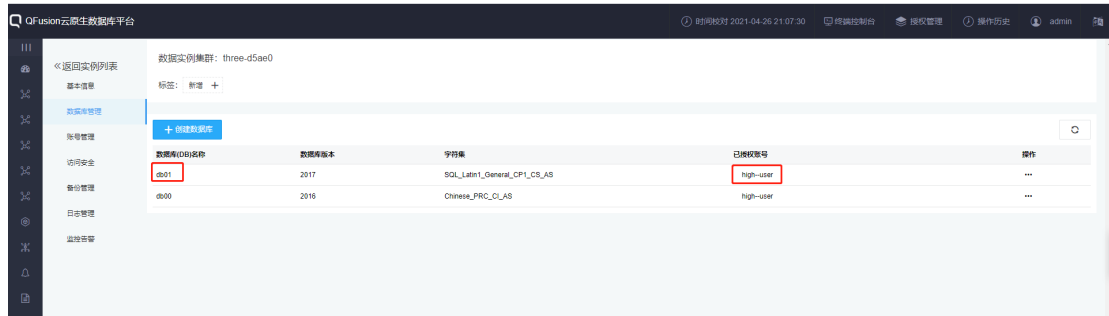 QFusion云原生数据库平台
时间校对 2021-04-26 21:07:30 终端控制台 授权管理 操作历史 admin
≪返回实例列表
基本信息
数据库管理
账号管理
访问安全
备份管理
日志管理
监控告警
数据实例集群：three-d5ae0
标签： 新增 +
+ 创建数据库
数据库(DB)名称 数据库版本 字符集 已授权账号 操作
db01 2017 SQL_Latin1_General_CP1_CS_AS high--user ···
db00 2016 Chinese_PRC_CI_AS high--user ···